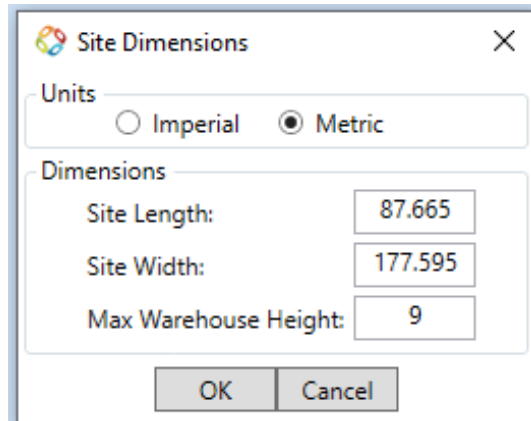 Site Dimensions
Units
Imperial Metric
Dimensions
Site Length: 87.665
Site Width: 177.595
Max Warehouse Height: 9
OK Cancel